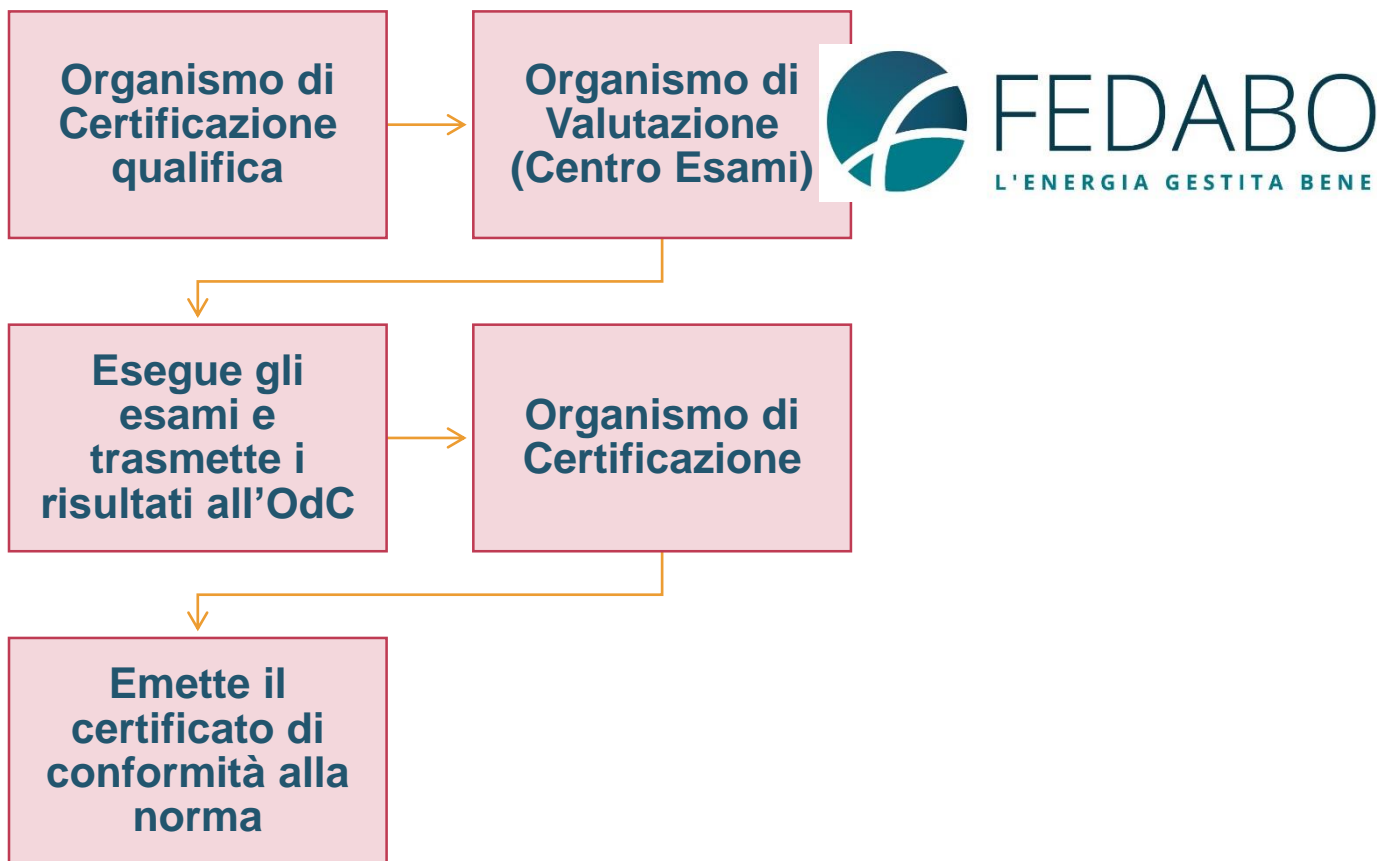 Organismo di
Certificazione
qualifica
Organismo di
Valutazione
(Centro Esami)
FEDABO
L'ENERGIA GESTITA BENE
Esegue gli
esami e
trasmette i
risultati all’OdC
Organismo di
Certificazione
Emette il
certificato di
conformità alla
norma